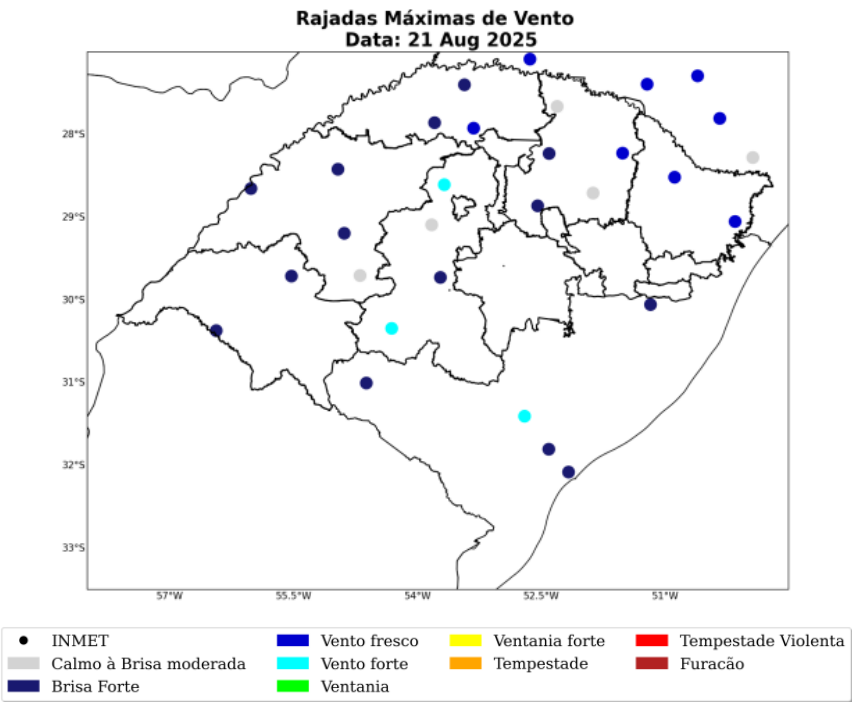 Rajadas Máximas de Vento
Data: 21 Aug 2025
28°S
29°S
30°S
31°S
32°S
33°S
57°W 55.5°W 54°W 52.5°W 51°W
INMET
Calmo à Brisa moderada
Brisa Forte
Vento fresco
Vento forte
Ventania
Ventania forte
Tempestade
Tempestade Violenta
Furacão